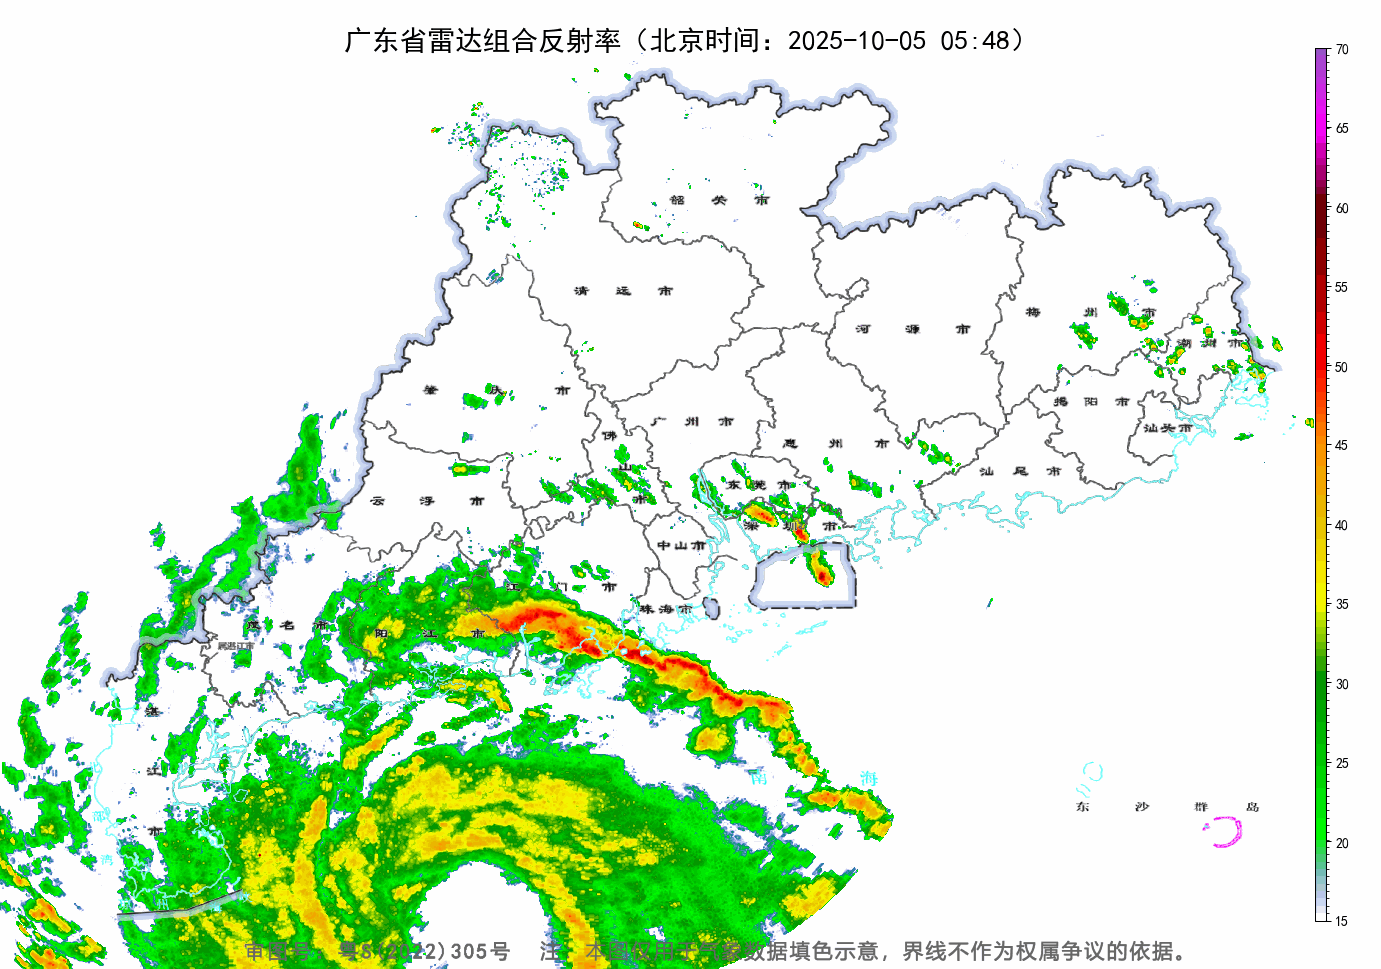 广东省雷达组合反射率（北京时间：2025-10-05 05:48）
70
65
60
55
50
45
40
35
30
25
20
15
韶 关 市
清 远 市
梅 州 市
河 源 市
潮 州 市
肇 庆 市
揭 阳 市
广 州 市
汕头市
佛 山 市
惠 州 市
汕 尾 市
东 莞 市
云 浮 市
深 圳 市
中山市
江 门 市
珠 海 市
茂 名 市
阳 江 市
属湛江市
湛 江 市
南 海
东 沙 群 岛
湾
审图号：粤S(2022)305号 注：本图仅用于气象数据填色示意，界线不作为权属争议的依据。